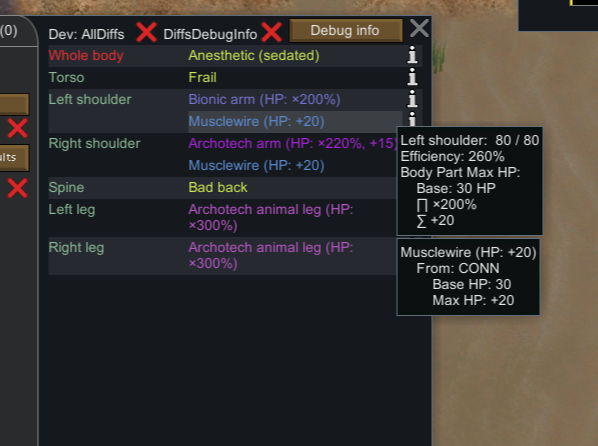 (0)
Dev: AllDiffs DiffsDebugInfo Debug info
Whole body Anesthetic (sedated)
Torso Frail
Left shoulder Bionic arm (HP: ×200%)
Musclewire (HP: +20)
Right shoulder Archotech arm (HP: ×220%, +15)
Musclewire (HP: +20)
Spine Bad back
Left leg Archotech animal leg (HP:
×300%)
Right leg Archotech animal leg (HP:
×300%)
ults
Left shoulder: 80 / 80
Efficiency: 260%
Body Part Max HP:
Base: 30 HP
∏ ×200%
∑ +20
Musclewire (HP: +20)
From: CONN
Base HP: 30
Max HP: +20